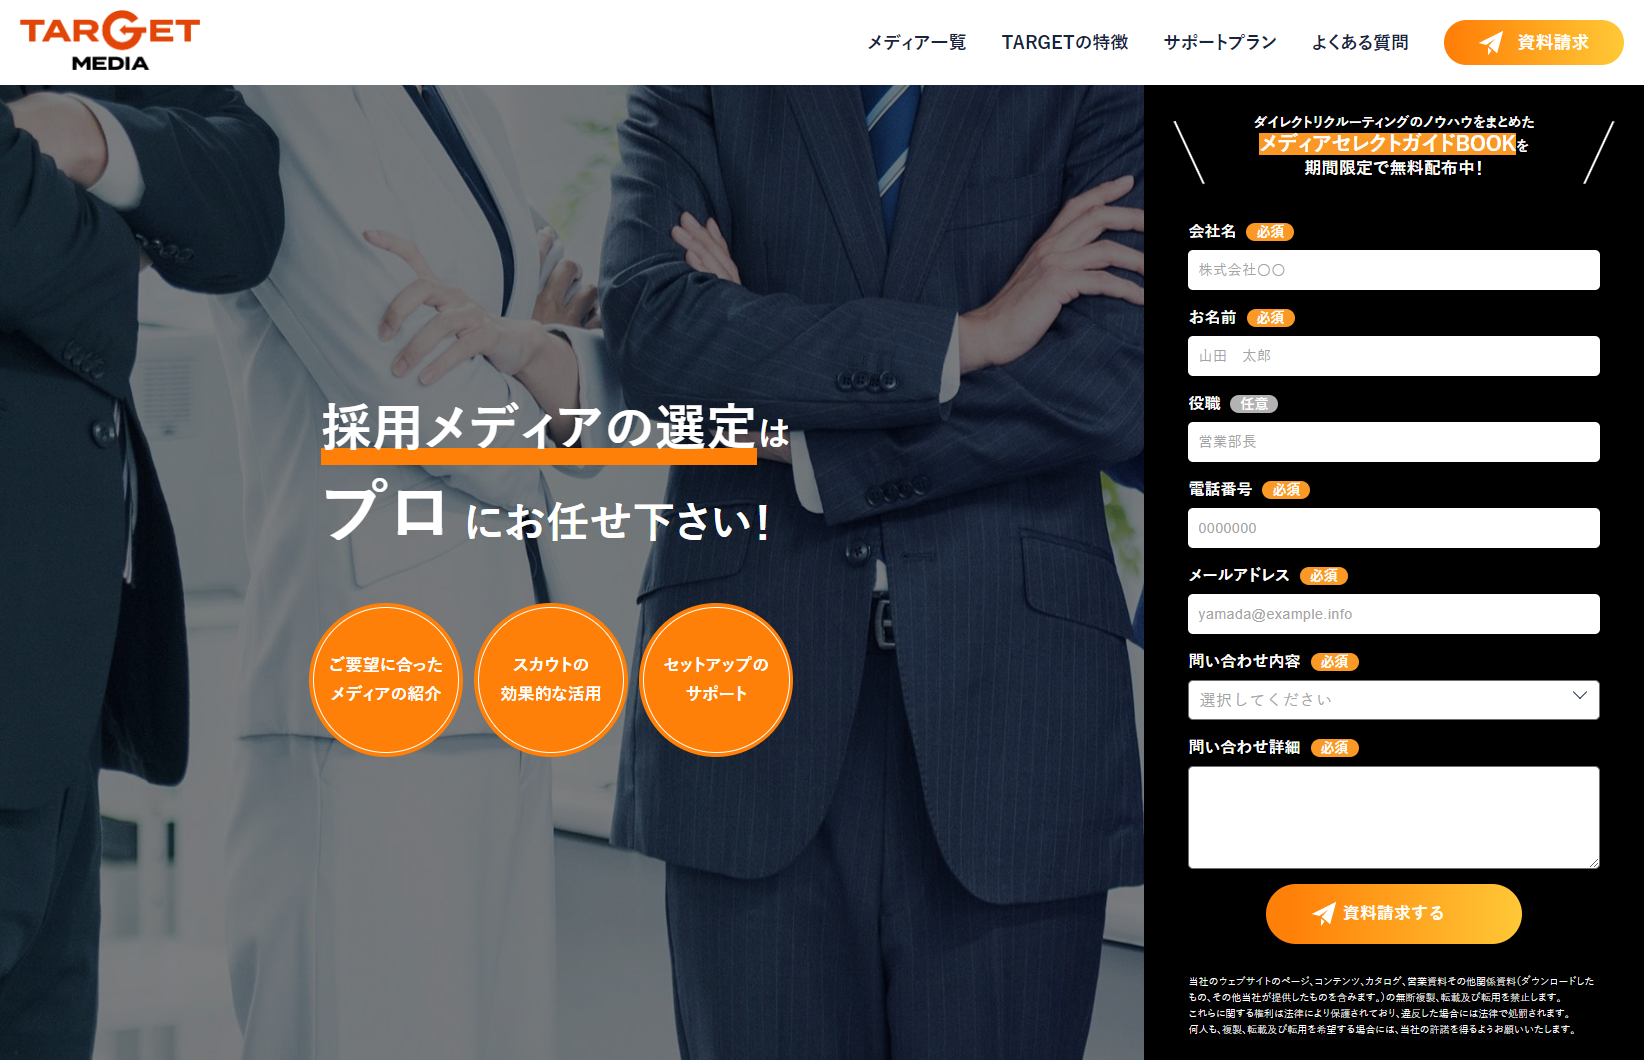 TARGET
MEDIA
メディア一覧
TARGETの特徴
サポートプラン
よくある質問
資料請求
採用メディアの選定は
プロにお任せ下さい！
ご要望に合った
メディアの紹介
スカウトの
効果的な活用
セットアップの
サポート
ダイレクトリクルーティングのノウハウをまとめた
メディアセレクトガイドBOOKを
期間限定で無料配布中！
会社名 必須
株式会社〇〇
お名前 必須
山田　太郎
役職 任意
営業部長
電話番号 必須
0000000
メールアドレス 必須
yamada@example.info
問い合わせ内容 必須
選択してください
問い合わせ詳細 必須
資料請求する
当社のウェブサイトのページ、コンテンツ、カタログ、営業資料その他関係資料（ダウンロードした
もの、その他当社が提供したものを含みます。）の無断複製、転載及び転用を禁止します。
これらに関する権利は法律により保護されており、違反した場合には法律で処罰されます。
何人も、複製、転載及び転用を希望する場合には、当社の許諾を得るようお願いいたします。